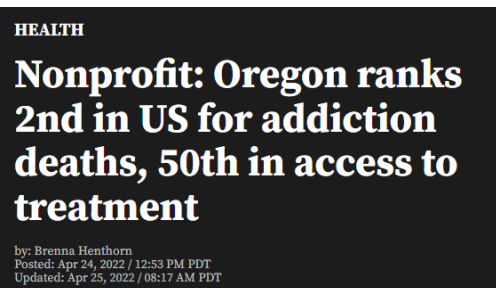 HEALTH
Nonprofit: Oregon ranks
2nd in US for addiction
deaths, 50th in access to
treatment
by: Brenna Henthorn
Posted: Apr 24, 2022 / 12:53 PM PDT
Updated: Apr 25, 2022 / 08:17 AM PDT